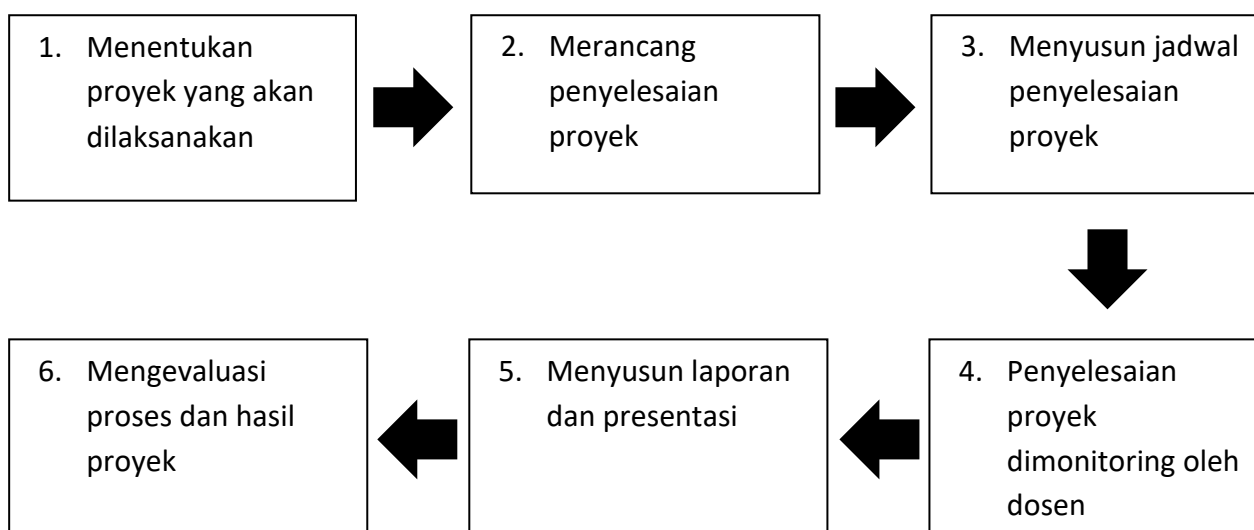 1. Menentukan
proyek yang akan
dilaksanakan
2. Merancang
penyelesaian
proyek
3. Menyusun jadwal
penyelesaian
proyek
4. Penyelesaian
proyek
dimonitoring oleh
dosen
5. Menyusun laporan
dan presentasi
6. Mengevaluasi
proses dan hasil
proyek